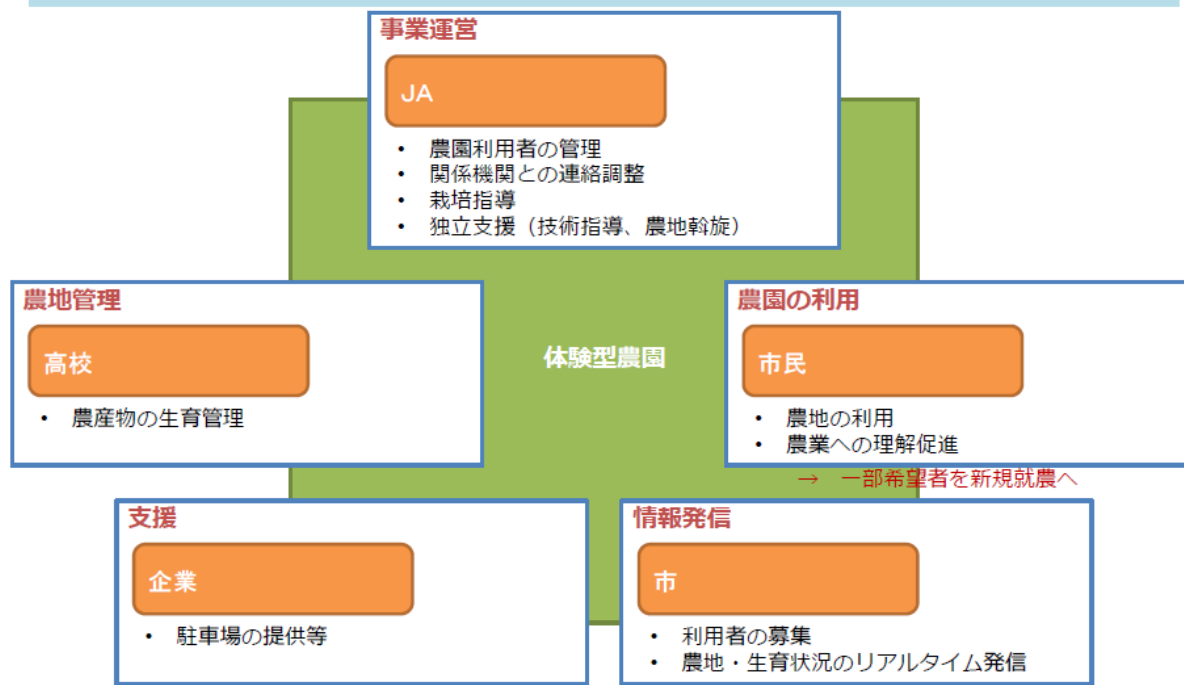 事業運営
JA
• 農園利用者の管理
• 関係機関との連絡調整
• 栽培指導
• 独立支援（技術指導、農地斡旋）
農地管理
高校
• 農産物の生育管理
体験型農園
農園の利用
市民
• 農地の利用
• 農業への理解促進
→ 一部希望者を新規就農へ
支援
企業
• 駐車場の提供等
情報発信
市
• 利用者の募集
• 農地・生育状況のリアルタイム発信